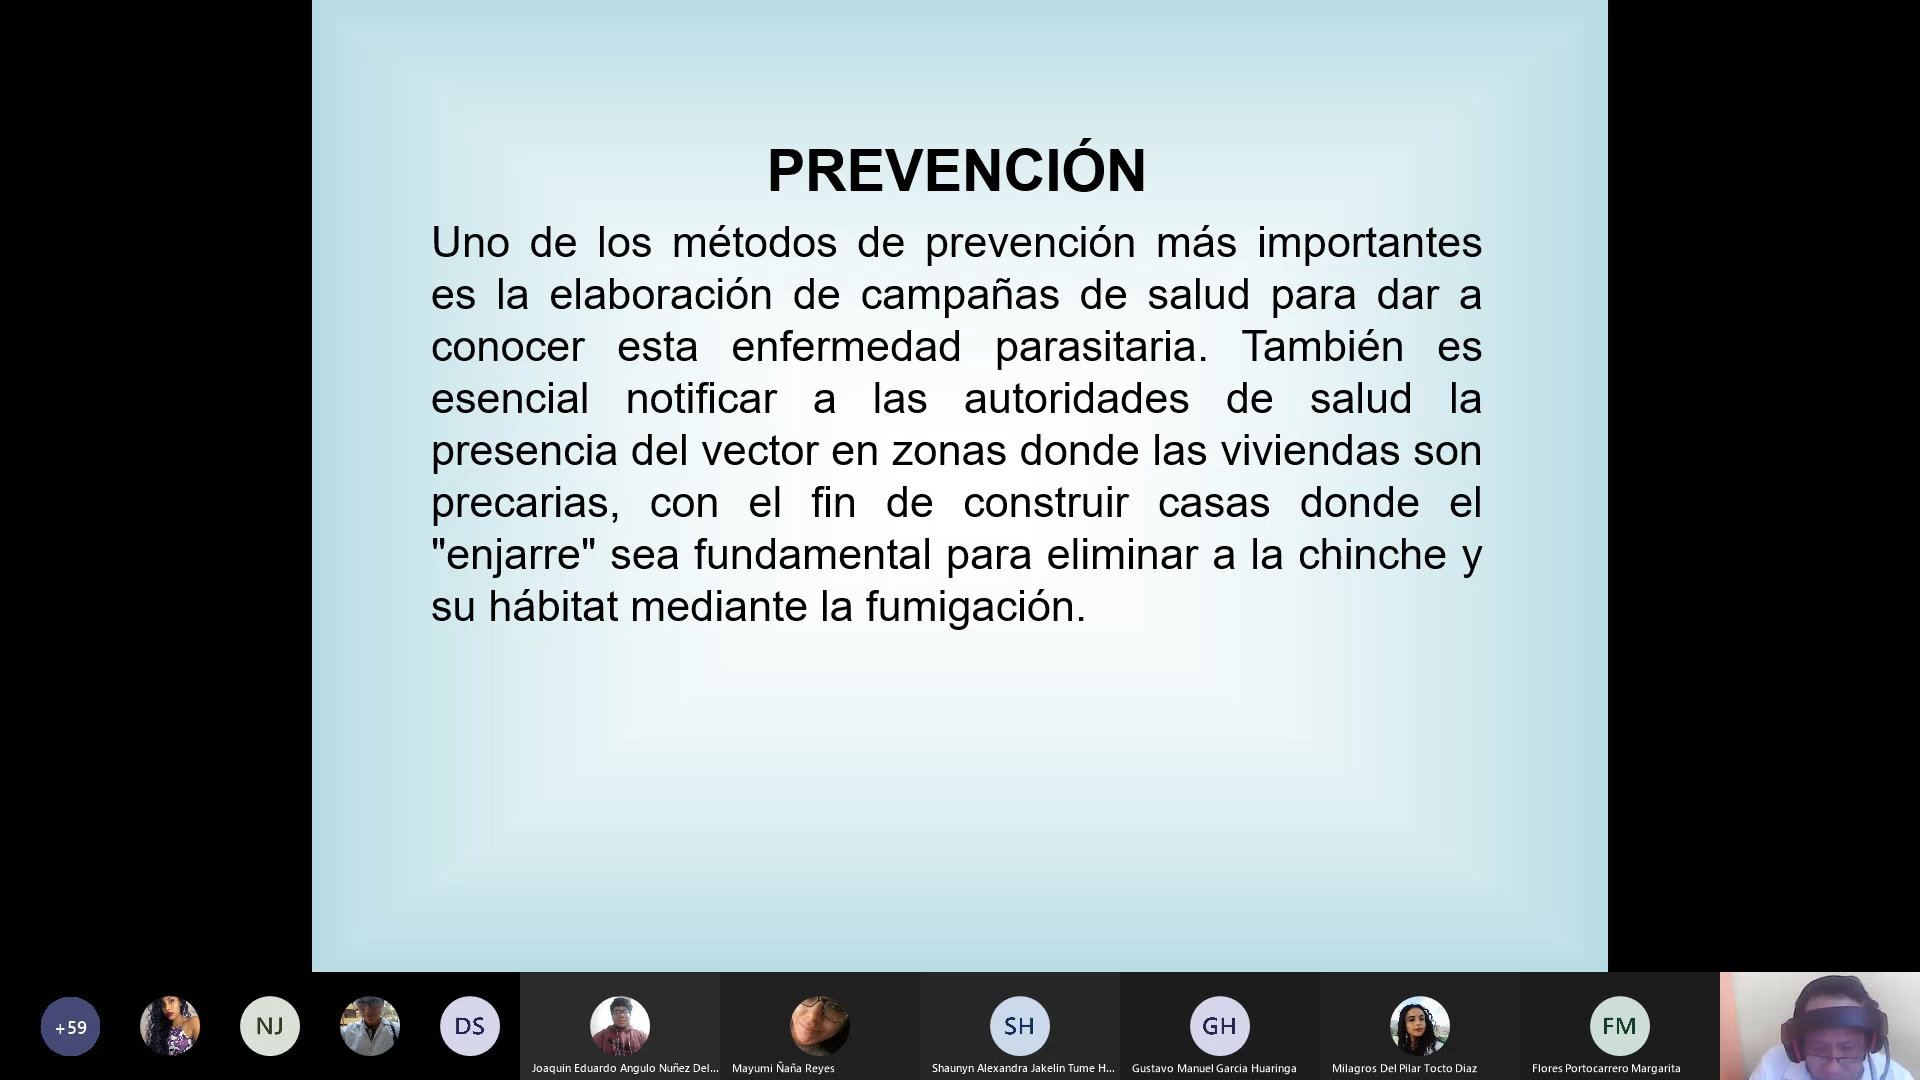 PREVENCIÓN
Uno de los métodos de prevención más importantes
es la elaboración de campañas de salud para dar a
conocer esta enfermedad parasitaria. También es
esencial notificar a las autoridades de salud la
presencia del vector en zonas donde las viviendas son
precarias, con el fin de construir casas donde el
"enjarre" sea fundamental para eliminar a la chinche y
su hábitat mediante la fumigación.
+59
NJ
DS
SH
GH
FM
Joaquin Eduardo Angulo Nuñez Del...
Mayumi Ñaña Reyes
Shaunyn Alexandra Jakelin Tume H...
Gustavo Manuel Garcia Huaringa
Milagros Del Pilar Tocto Diaz
Flores Portocarrero Margarita